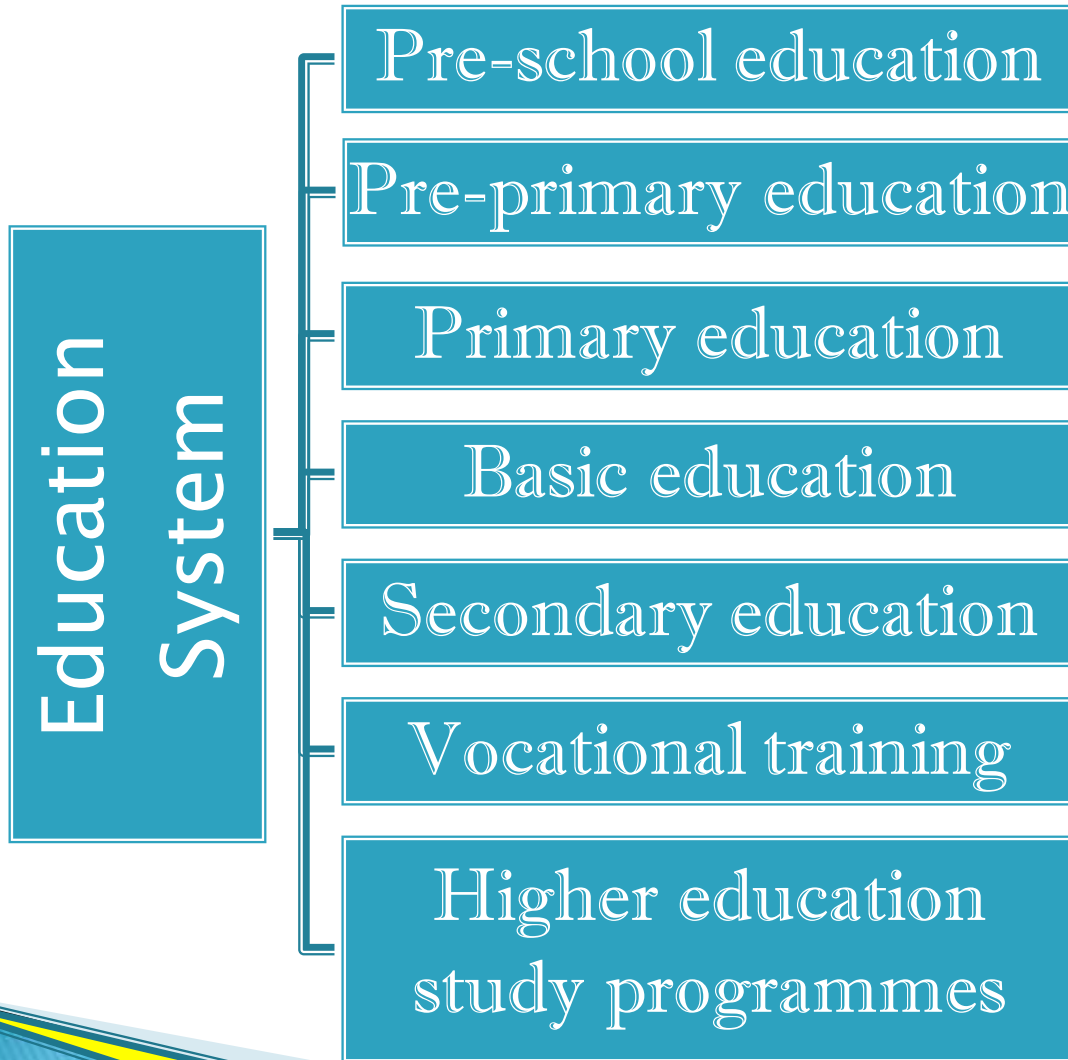 Education
System
Pre-school education
Pre-primary education
Primary education
Basic education
Secondary education
Vocational training
Higher education
study programmes